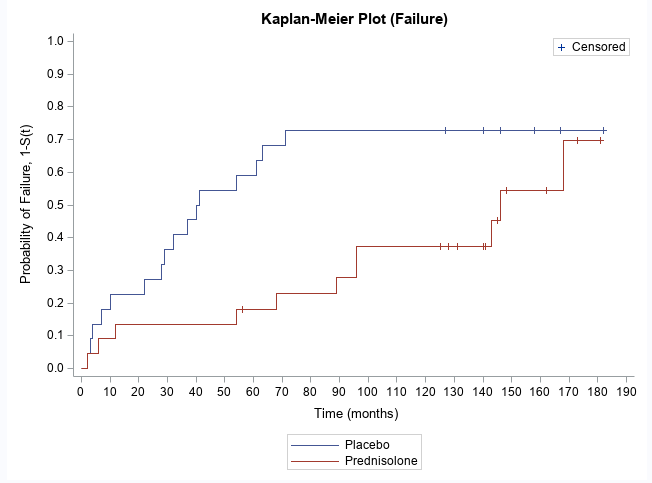 Kaplan-Meier Plot (Failure)
+ Censored
Probability of Failure, 1-S(t)
1.0
0.9
0.8
0.7
0.6
0.5
0.4
0.3
0.2
0.1
0.0
0 10 20 30 40 50 60 70 80 90 100 110 120 130 140 150 160 170 180 190
Time (months)
Placebo
Prednisolone